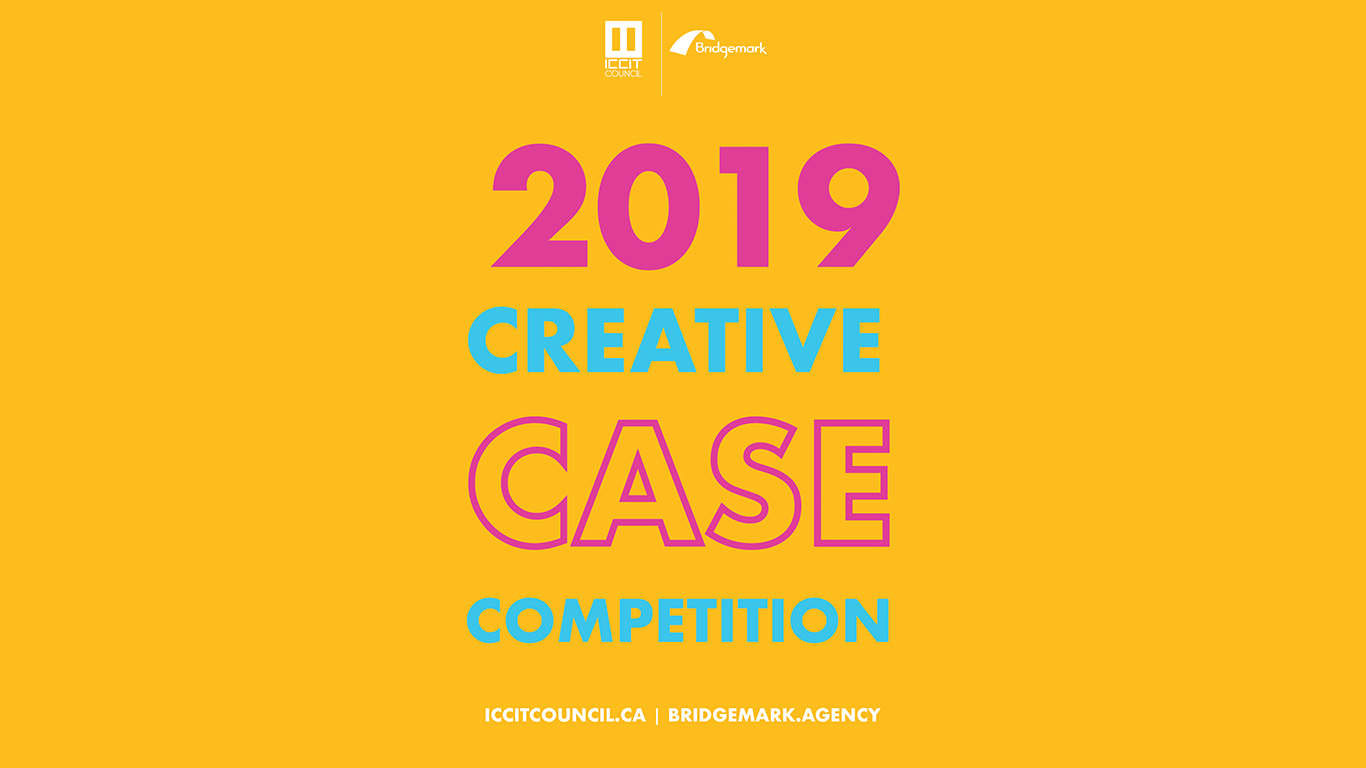 ICCIT
COUNCIL
Bridgemark
2019
CREATIVE
CASE
COMPETITION
ICCITCOUNCIL.CA | BRIDGEMARK.AGENCY